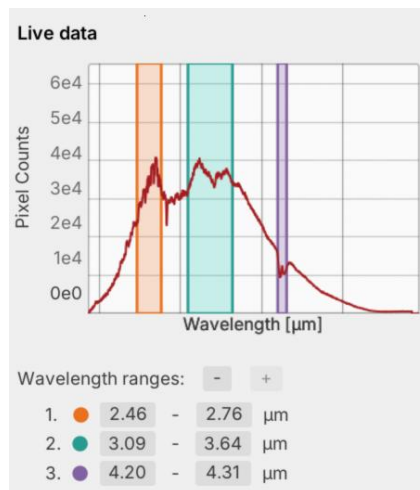 Live data
6e4
5e4
4e4
3e4
2e4
1e4
0e0
Pixel Counts
Wavelength [μm]
Wavelength ranges: - +
1. 2.46 - 2.76 μm
2. 3.09 - 3.64 μm
3. 4.20 - 4.31 μm